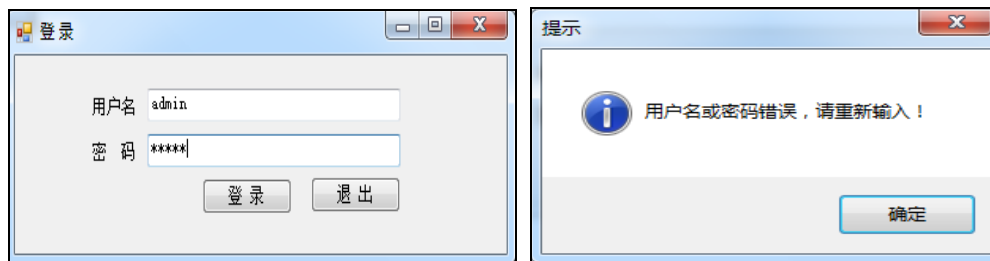 登录
用户名 admin
密 码 *****
登 录 退 出
提示
用户名或密码错误，请重新输入！
确定